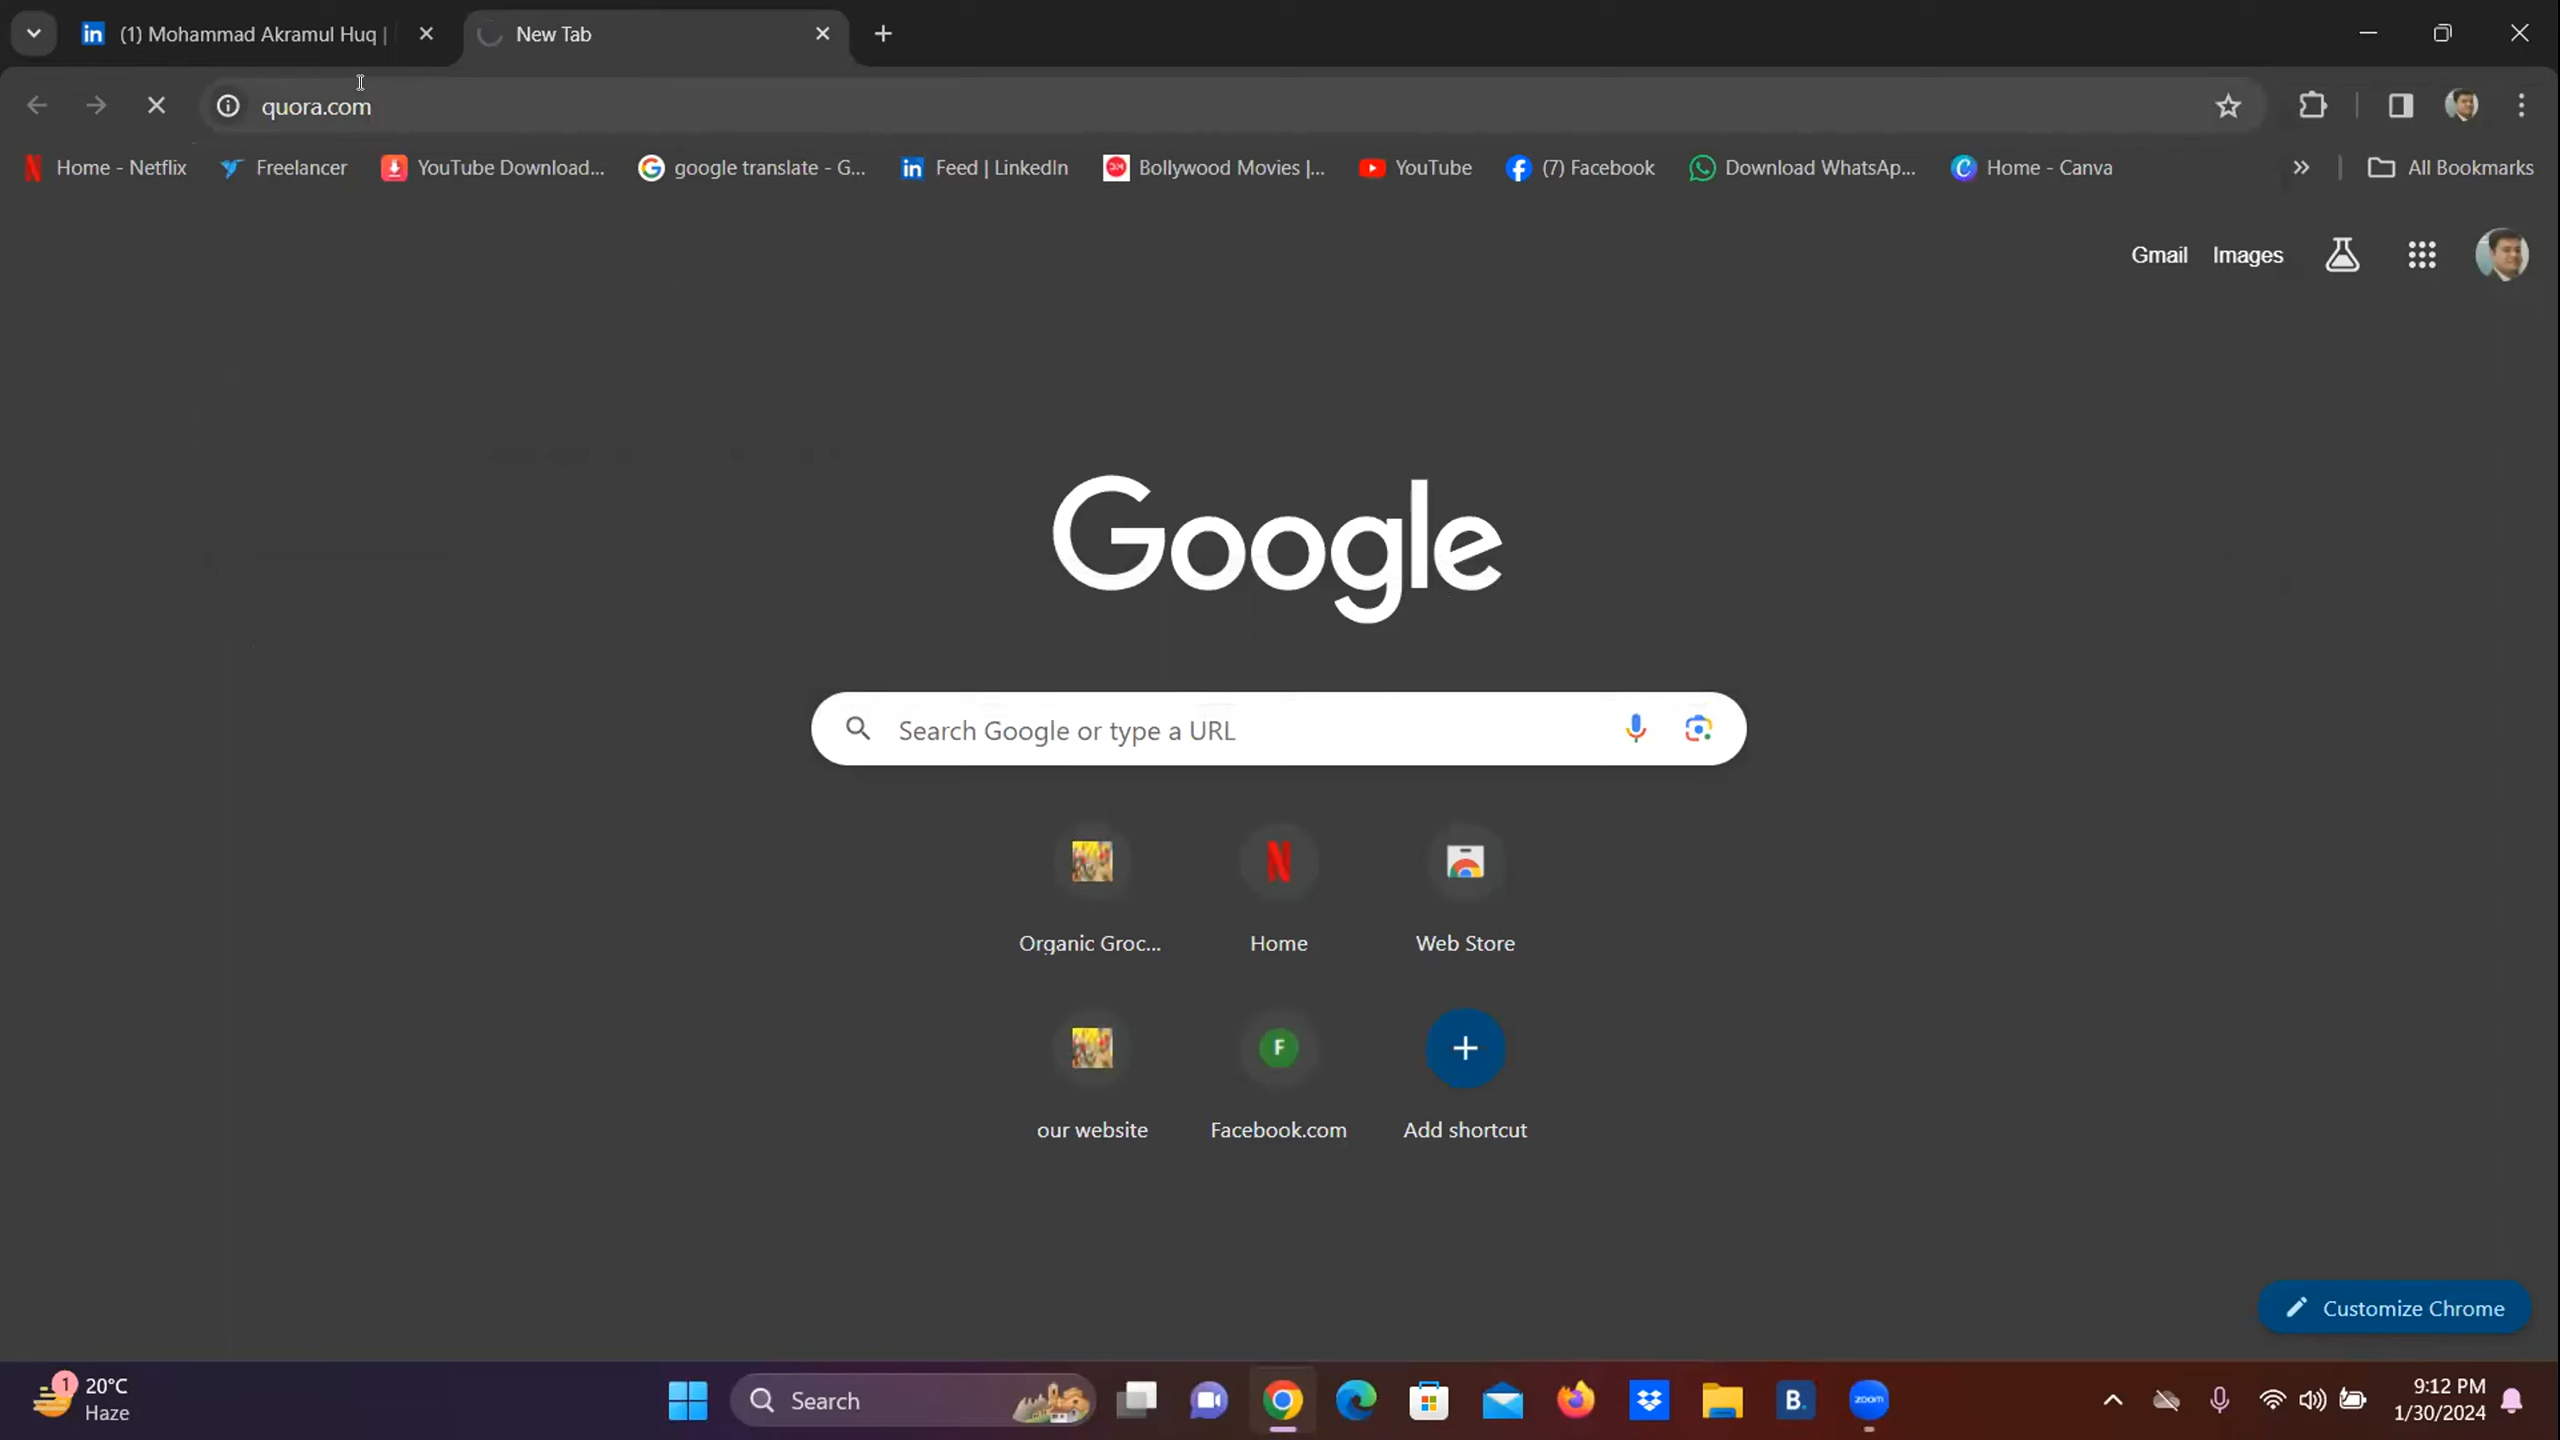 (1) Mohammad Akramul Huq |
New Tab
quora.com
Home - Netflix
Freelancer
YouTube Download...
google translate - G...
Feed | LinkedIn
Bollywood Movies |...
YouTube
(7) Facebook
Download WhatsAp...
Home - Canva
All Bookmarks
Gmail
Images
Google
Search Google or type a URL
Organic Groc...
Home
Web Store
F
our website
Facebook.com
Add shortcut
Customize Chrome
1
20°C
Haze
Search
B.
zoom
9:12 PM
1/30/2024